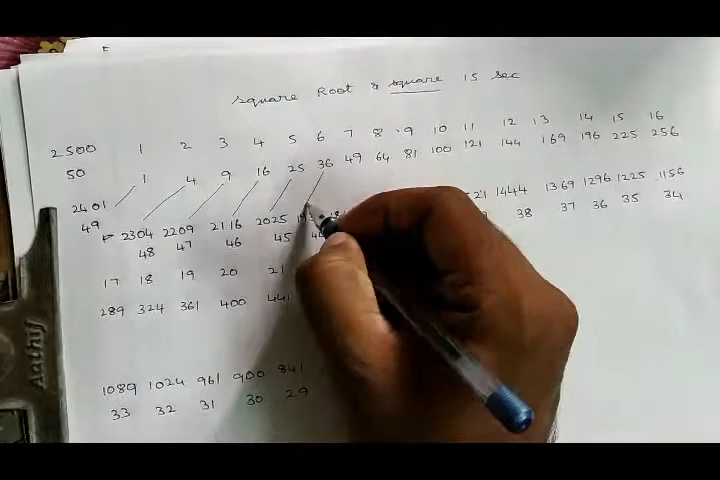 Square Root & square 15 sec
2500 1 2 3 4 5 6 7 8 9 10 11 12 13 14 15 16
50 1 4 9 16 25 36 49 64 81 100 121 144 169 196 225 256
2401 2304 2209 2116 2025 1444 1369 1296 1225 1156
49 48 47 46 45 38 37 36 35 34
17 18 19 20 21
289 324 361 400 441
1089 1024 961 900 841
33 32 31 30 29
Aathy